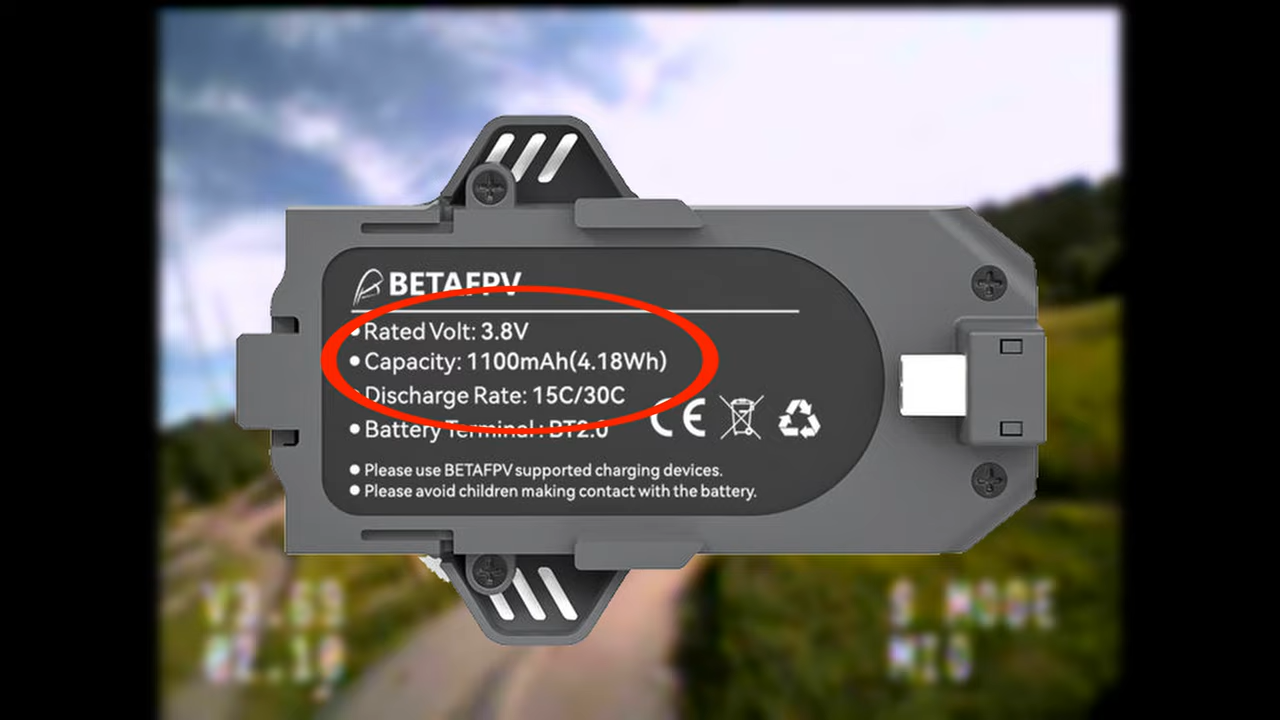 BETAFPV
• Rated Volt: 3.8V
• Capacity: 1100mAh(4.18Wh)
• Discharge Rate: 15C/30C
• Battery Terminal: BT2.0
• Please use BETAFPV supported charging devices.
• Please avoid children making contact with the battery.